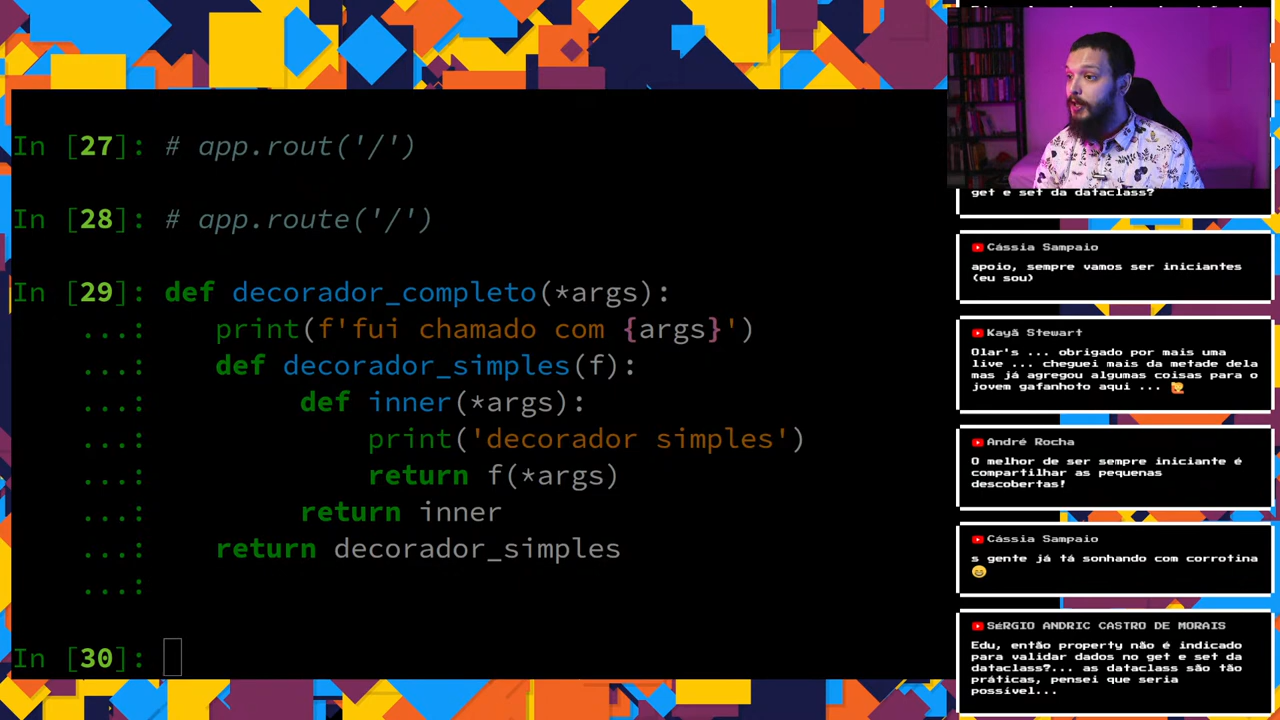 In [27]: # app.rout('/')
In [28]: # app.route('/')
In [29]: def decorador_completo(*args):
...: print(f'fui chamado com {args}')
...: def decorador_simples(f):
...: def inner(*args):
...: print('decorador simples')
...: return f(*args)
...: return inner
...: return decorador_simples
...:
In [30]:
get e set da dataclass?
Cássia Sampaio
apoio, sempre vamos ser iniciantes
(eu sou)
Kayã Stewart
Olar's ... obrigado por mais uma
live ... cheguei mais da metade dela
mas já agregou algumas coisas para o
jovem gafanhoto aqui ...
André Rocha
O melhor de ser sempre iniciante é
compartilhar as pequenas
descobertas!
Cássia Sampaio
s gente já tá sonhando com corrotina
SéRGIO ANDRIC CASTRO DE MORAIS
Edu, então property não é indicado
para validar dados no get e set da
dataclass?... as dataclass são tão
práticas, pensei que seria
possível...